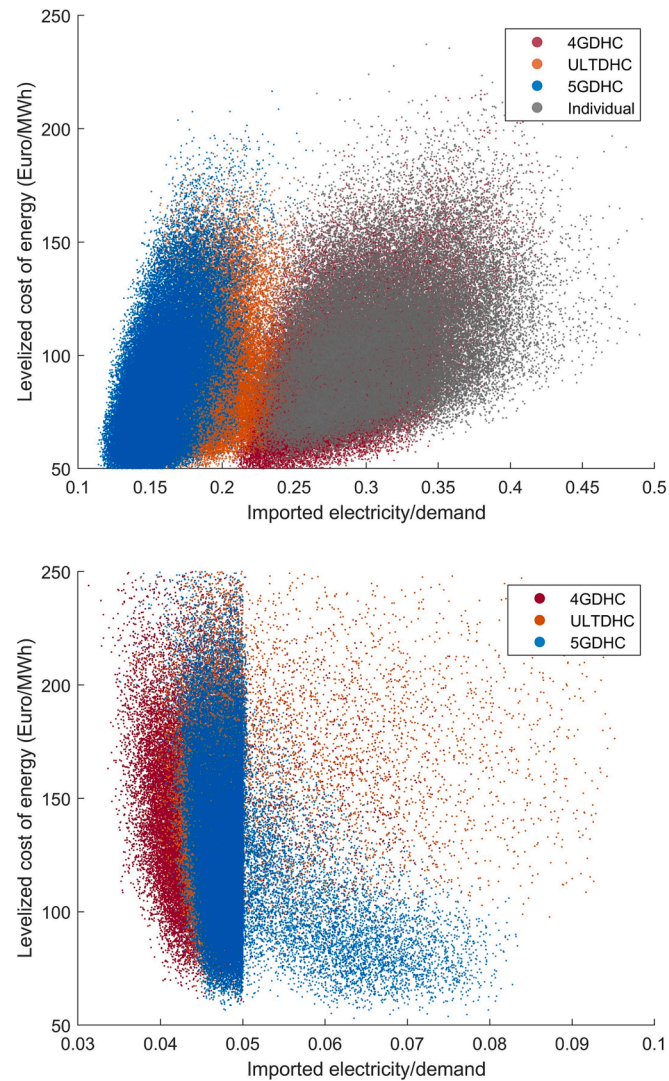 250
200
150
100
50
Levelized cost of energy (Euro/MWh)
4GDHC
ULTDHC
5GDHC
Individual
0.1 0.15 0.2 0.25 0.3 0.35 0.4 0.45 0.5
Imported electricity/demand
250
200
150
100
50
Levelized cost of energy (Euro/MWh)
4GDHC
ULTDHC
5GDHC
0.03 0.04 0.05 0.06 0.07 0.08 0.09 0.1
Imported electricity/demand